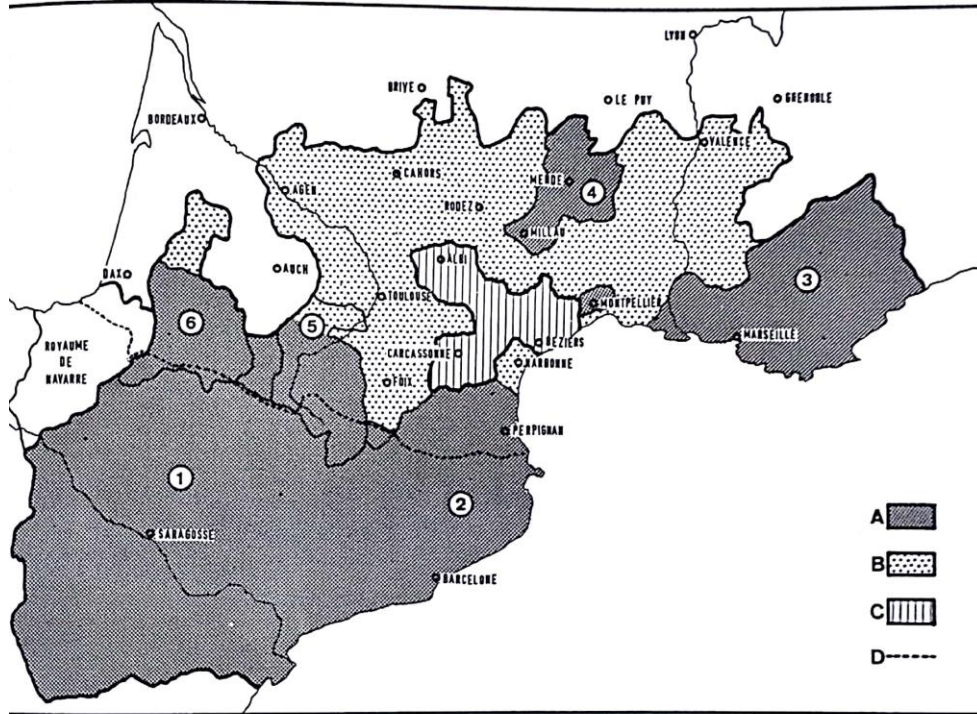 LYON
BRIVE
LE PUY
GRENOBLE
BORDEAUX
VALENCE
CAHORS
MENDE
4
AGEN
RODEZ
MILLAU
ALBI
DAX
AUCH
3
TOULOUSE
MONTPELLIER
6
5
MARSEILLE
ROYAUME
DE
NAVARRE
CARCASSONNE
BEZIERS
NARBONNE
FOIX
PERPIGNAN
1
2
SARAGOSSE
BARCELONE
A
B
C
D